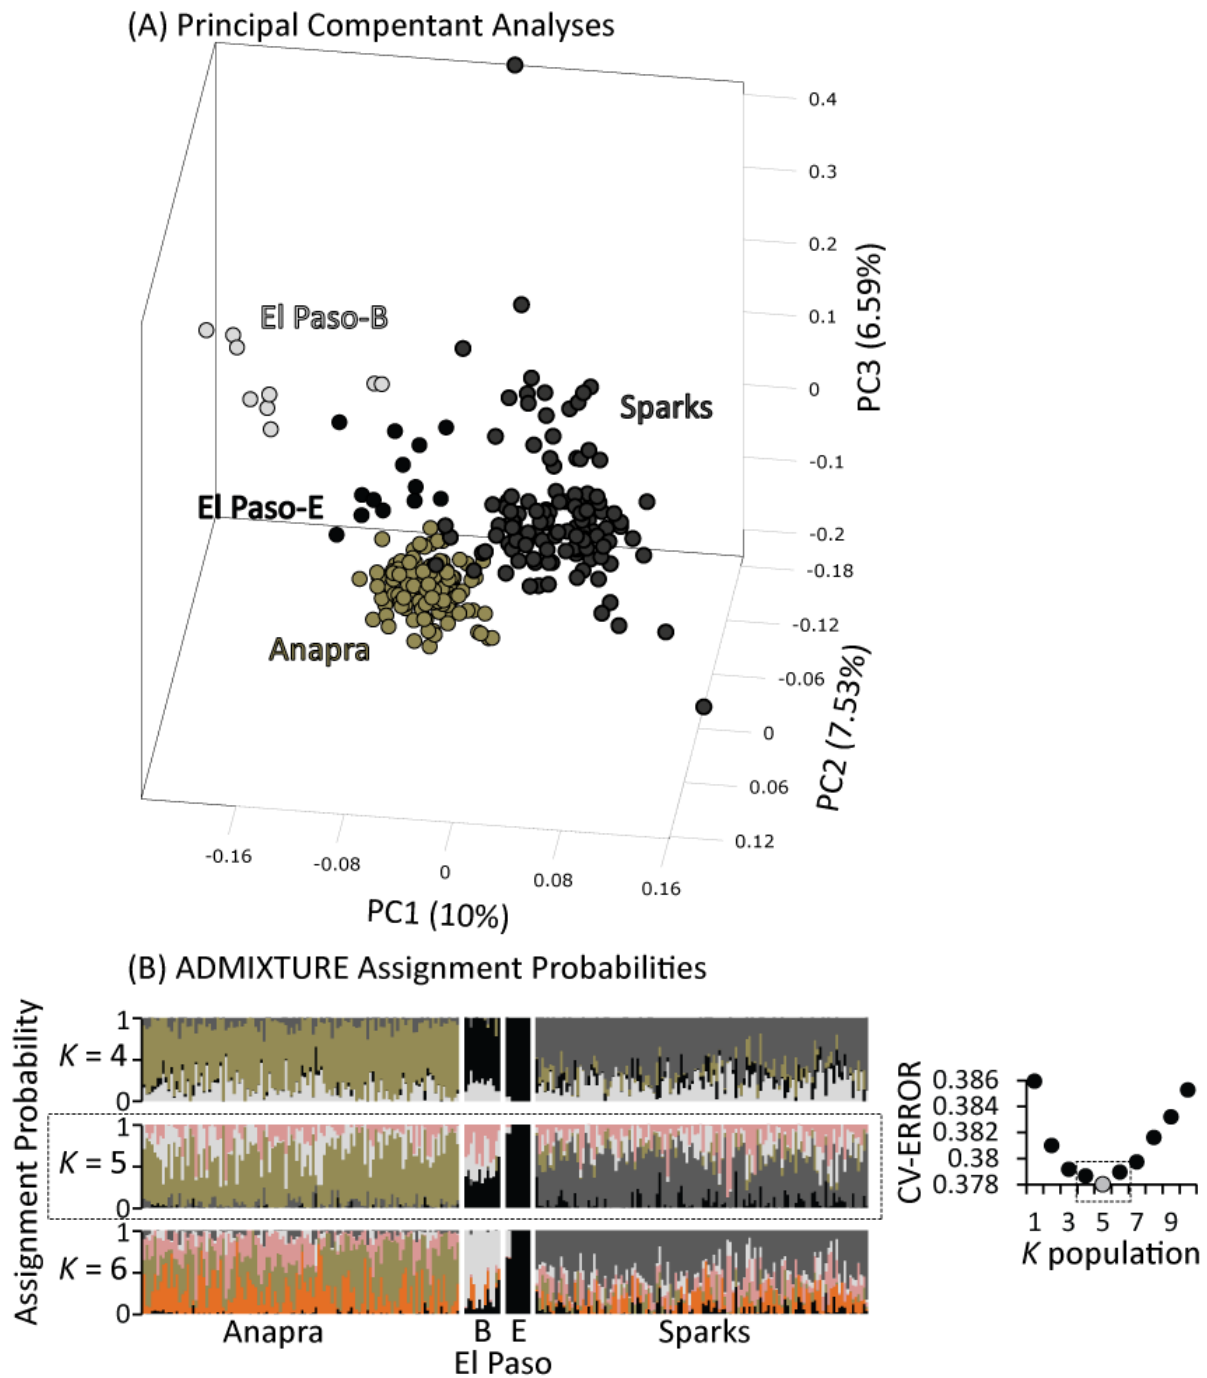 (A) Principal Compentant Analyses
0.4
0.3
0.2
0.1
0
-0.1
-0.2
PC3 (6.59%)
El Paso-B
Sparks
El Paso-E
Anapra
-0.18
-0.12
-0.06
0
0.06
0.12
PC2 (7.53%)
-0.16
-0.08
0
0.08
0.16
PC1 (10%)
(B) ADMIXTURE Assignment Probabilities
Assignment Probability
1
K = 4
0
1
K = 5
0
1
K = 6
0
Anapra
B
E
Sparks
El Paso
CV-ERROR
0.386
0.384
0.382
0.38
0.378
1 3 5 7 9
K population